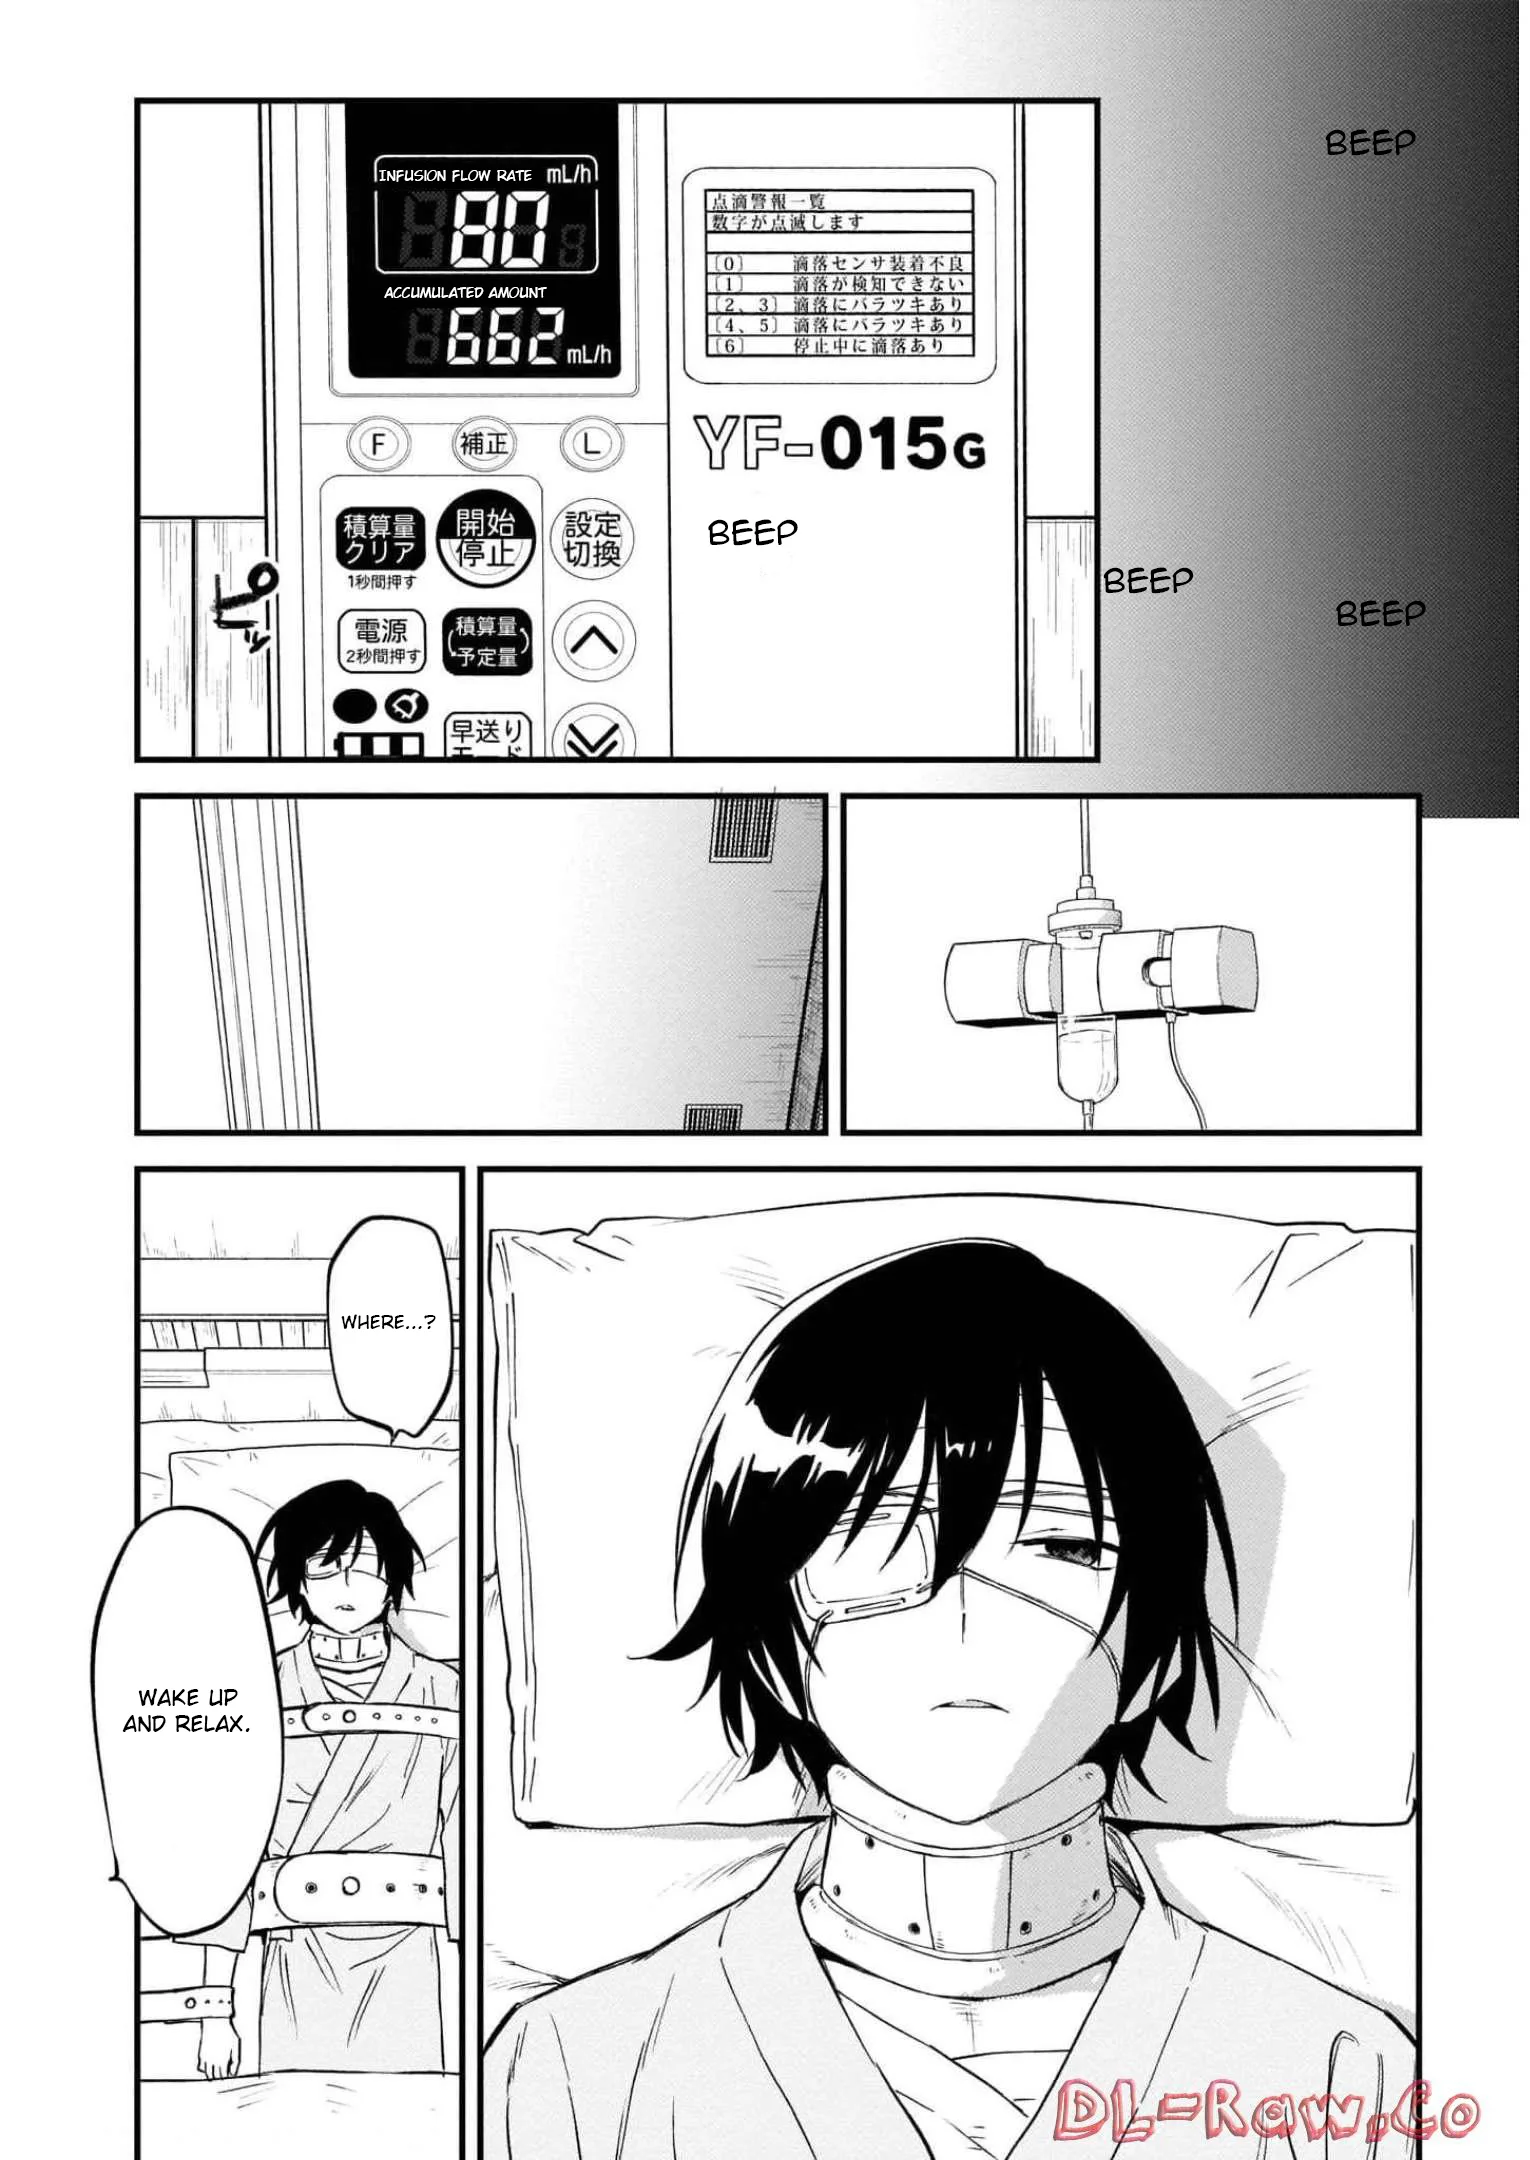 BEEP
INFUSION FLOW RATE mL/h
80
ACCUMULATED AMOUNT
662
mL/h
点滴警報一覧
数字が点滅します
〔0〕 滴落センサ装着不良
〔1〕 滴落が検知できない
〔2、3〕滴落にバラツキあり
〔4、5〕滴落にバラツキあり
〔6〕 停止中に滴落あり
YF-015G
F
補正
L
積算量
クリア
1秒間押す
開始
停止
設定
切換
BEEP
BEEP
BEEP
ピッ
電源
2秒間押す
積算量
予定量
早送り
モード
WHERE...?
WAKE UP
AND RELAX.
DL-Raw.Co